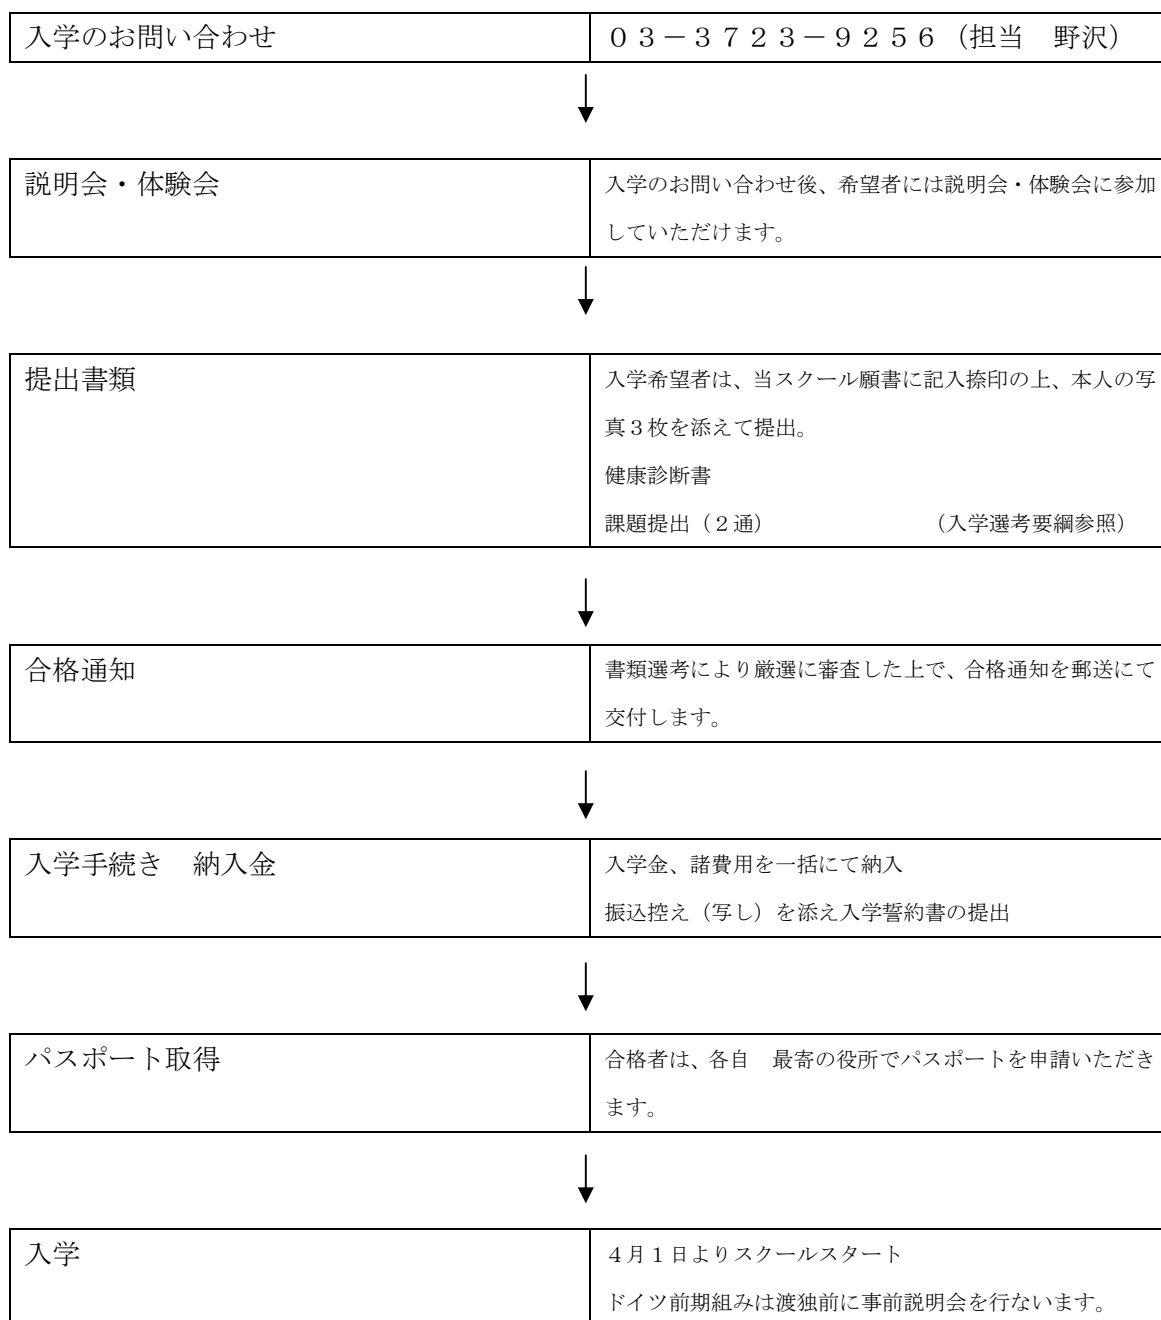 入学のお問い合わせ　０３－３７２３－９２５６（担当　野沢）
説明会・体験会　入学のお問い合わせ後、希望者には説明会・体験会に参加
していただけます。
提出書類　入学希望者は、当スクール願書に記入捺印の上、本人の写
真３枚を添えて提出。
健康診断書
課題提出（２通）　（入学選考要綱参照）
合格通知　書類選考により厳選に審査した上で、合格通知を郵送にて
交付します。
入学手続き　納入金　入学金、諸費用を一括にて納入
振込控え（写し）を添え入学誓約書の提出
パスポート取得　合格者は、各自　最寄の役所でパスポートを申請いただき
ます。
入学　４月１日よりスクールスタート
ドイツ前期組みは渡独前に事前説明会を行ないます。